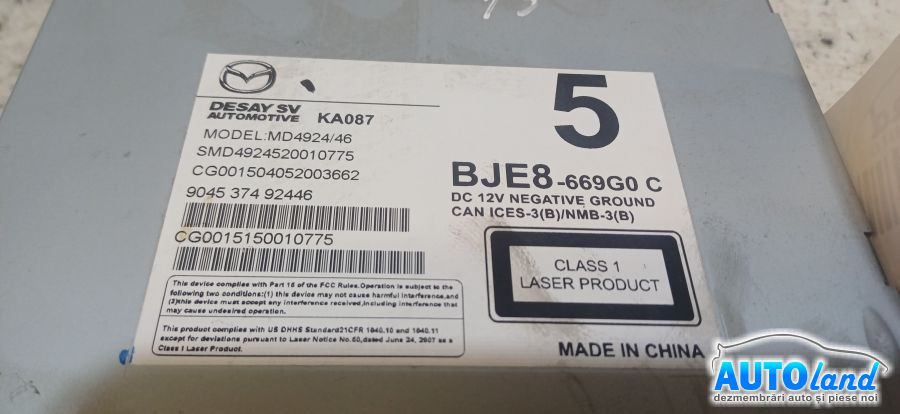 DESAY SV
AUTOMOTIVE KA087
MODEL:MD4924/46
SMD4924520010775
CG001504052003662
9045 374 92446
CG0015150010775
This device complies with Part 15 of the FCC Rules.Operation is subject to the
following two conditions:(1) this device may not cause harmful interference,and
(2)this device must accept any interference received,including interference that
may cause undesired operation.
This product complies with US DHHS Standard21CFR 1040.10 and 1040.11
except for deviations pursuant to Laser Notice No.50,dated June 24, 2007 as a
Class I Laser Product.
5
BJE8-669G0 C
DC 12V NEGATIVE GROUND
CAN ICES-3(B)/NMB-3(B)
CLASS 1
LASER PRODUCT
MADE IN CHINA
AUTOland
dezmembrări auto și piese noi